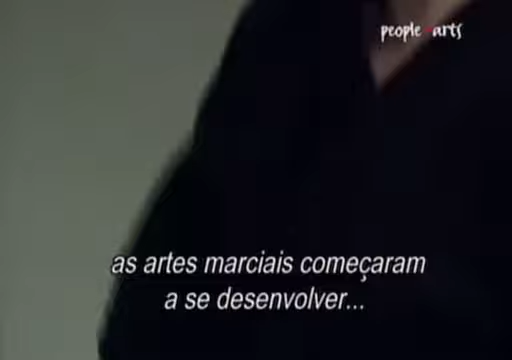 people arts
as artes marciais começaram
a se desenvolver...